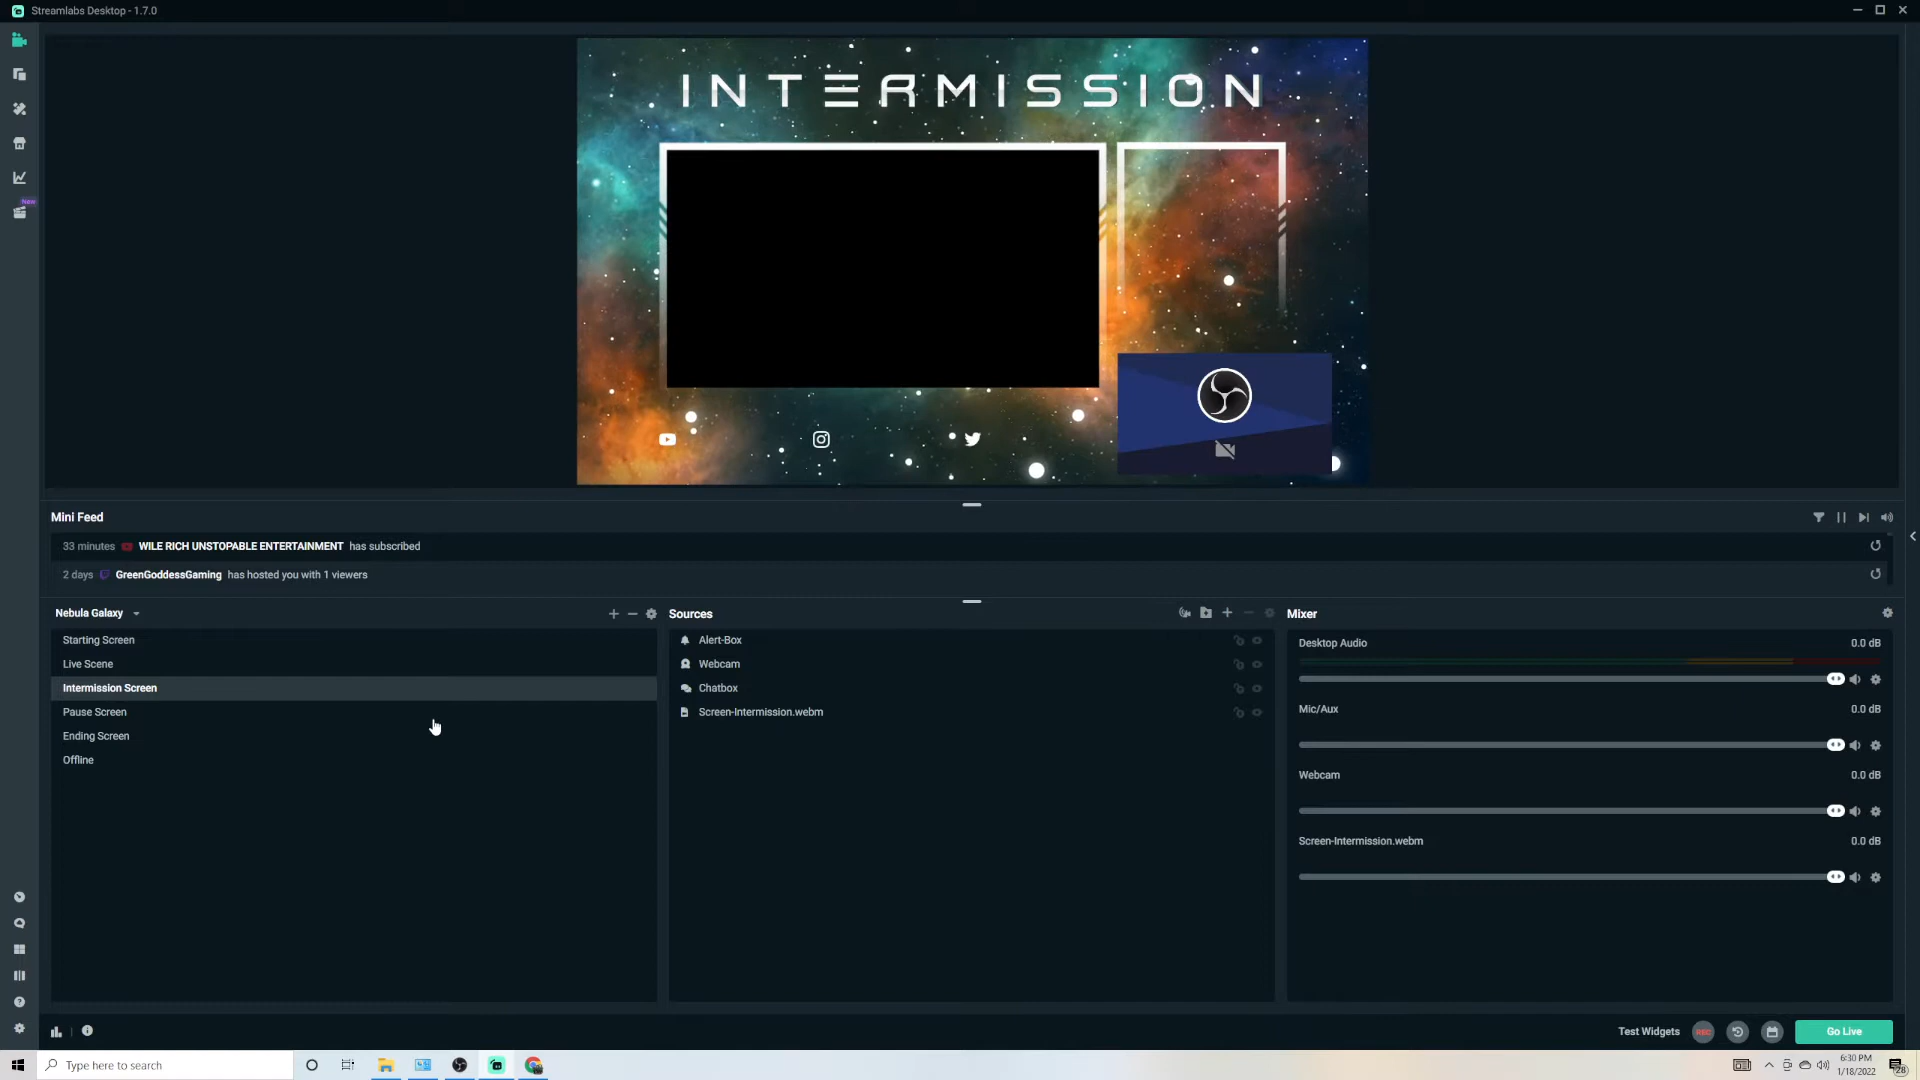 Streamlabs Desktop - 1.7.0
New
INTERMISSION
Mini Feed
33 minutes WILE RICH UNSTOPABLE ENTERTAINMENT has subscribed
2 days GreenGoddessGaming has hosted you with 1 viewers
Nebula Galaxy
Starting Screen
Live Scene
Intermission Screen
Pause Screen
Ending Screen
Offline
Sources
Alert-Box
Webcam
Chatbox
Screen-Intermission.webm
Mixer
Desktop Audio 0.0 dB
Mic/Aux 0.0 dB
Webcam 0.0 dB
Screen-Intermission.webm 0.0 dB
Test Widgets REC Go Live
Type here to search
6:30 PM
1/18/2022
28